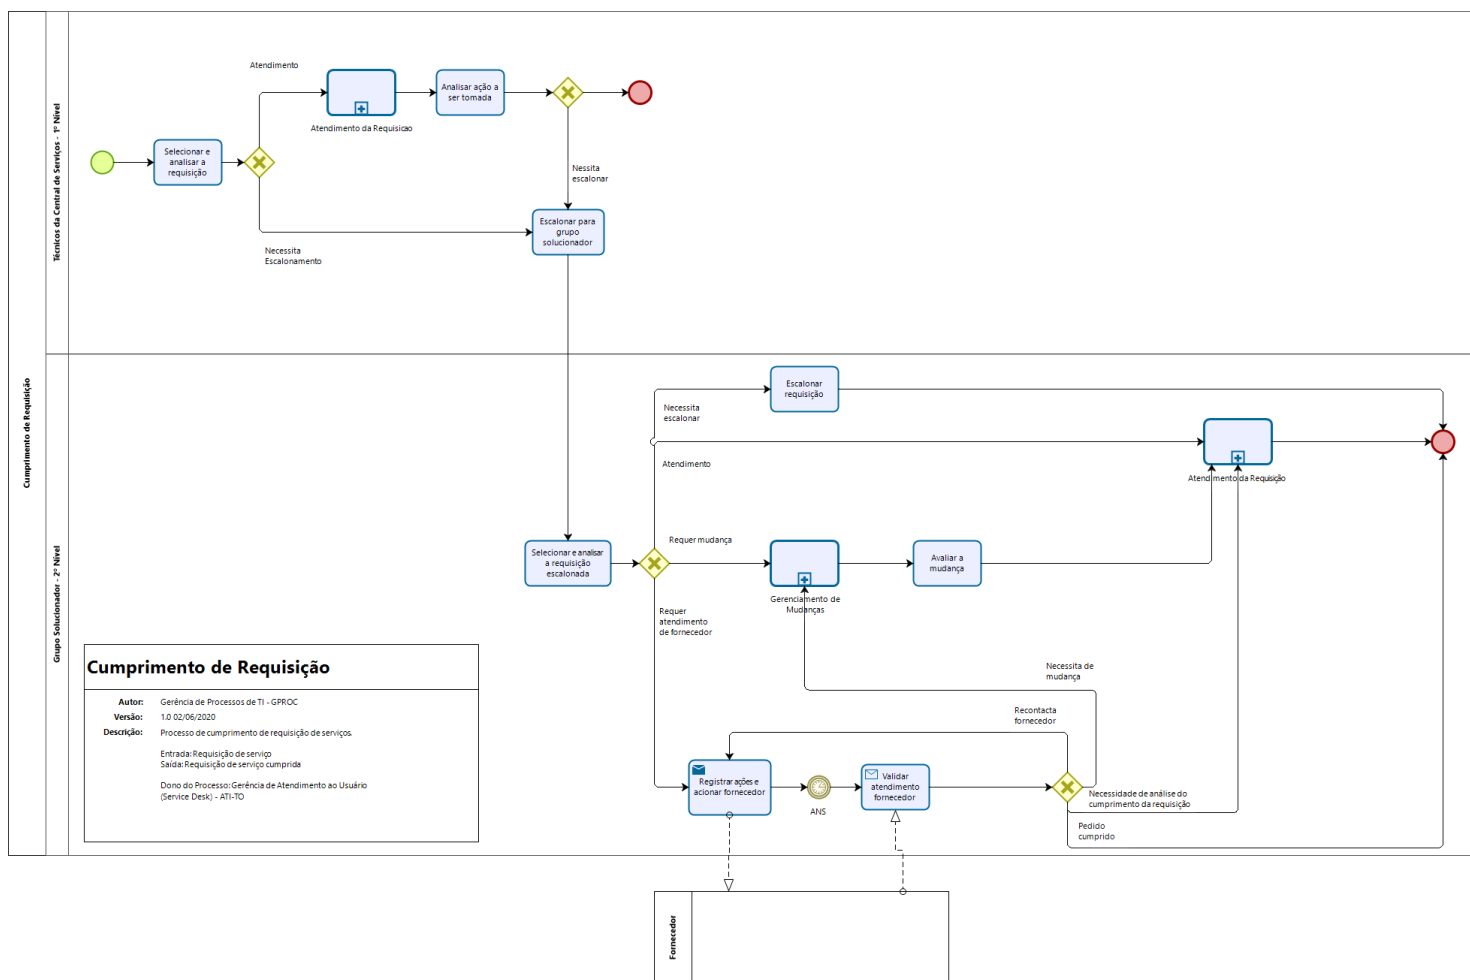 Cumprimento de Requisição
Técnicos da Central de Serviços - 1º Nível
Atendimento
Atendimento da Requisicao
Analisar ação a
ser tomada
Selecionar e
analisar a
requisição
Nessita
escalonar
Escalonar para
grupo
solucionador
Necessita
Escalonamento
Grupo Solucionador - 2º Nível
Escalonar
requisição
Necessita
escalonar
Atendimento
Atendimento da Requisição
Requer mudança
Selecionar e analisar
a requisição
escalonada
Avaliar a
mudança
Gerenciamento de
Mudanças
Requer
atendimento
de fornecedor
Necessita de
mudança
Recontacta
fornecedor
Registrar ações e
acionar fornecedor
ANS
Validar
atendimento
fornecedor
Necessidade de análise do
cumprimento da requisição
Pedido
cumprido
Cumprimento de Requisição
Autor: Gerência de Processos de TI - GPROC
Versão: 1.0 02/06/2020
Descrição: Processo de cumprimento de requisição de serviços.
Entrada: Requisição de serviço
Saída: Requisição de serviço cumprida
Dono do Processo: Gerência de Atendimento ao Usuário
(Service Desk) - ATI-TO
Fornecedor